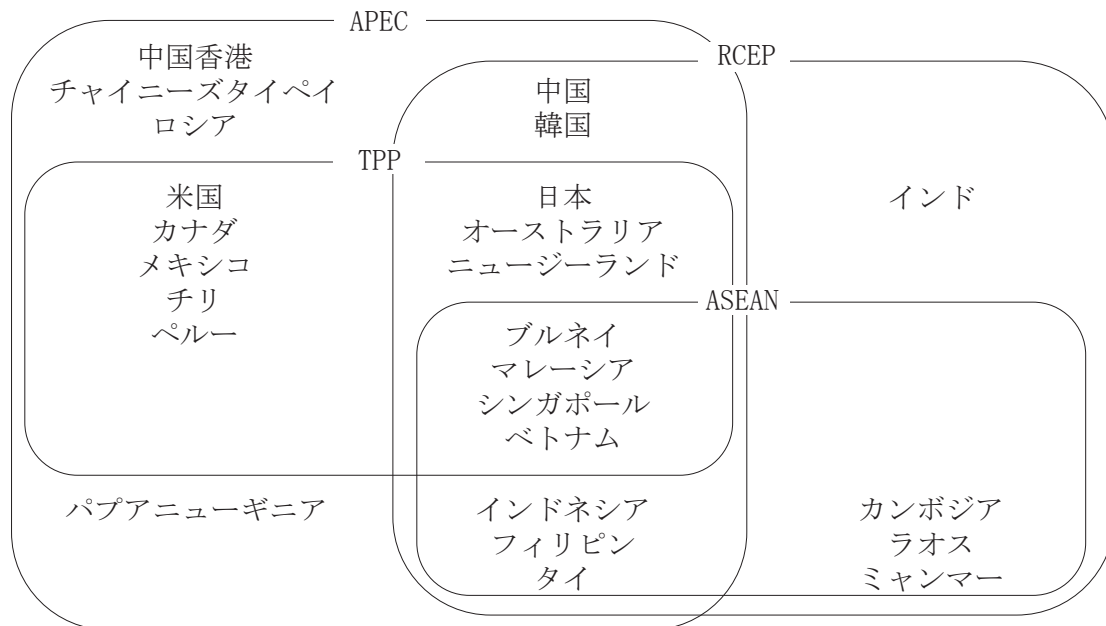 APEC
中国香港
チャイニーズタイペイ
ロシア
RCEP
中国
韓国
TPP
米国
カナダ
メキシコ
チリ
ペルー
日本
オーストラリア
ニュージーランド
インド
ASEAN
ブルネイ
マレーシア
シンガポール
ベトナム
パプアニューギニア
インドネシア
フィリピン
タイ
カンボジア
ラオス
ミャンマー